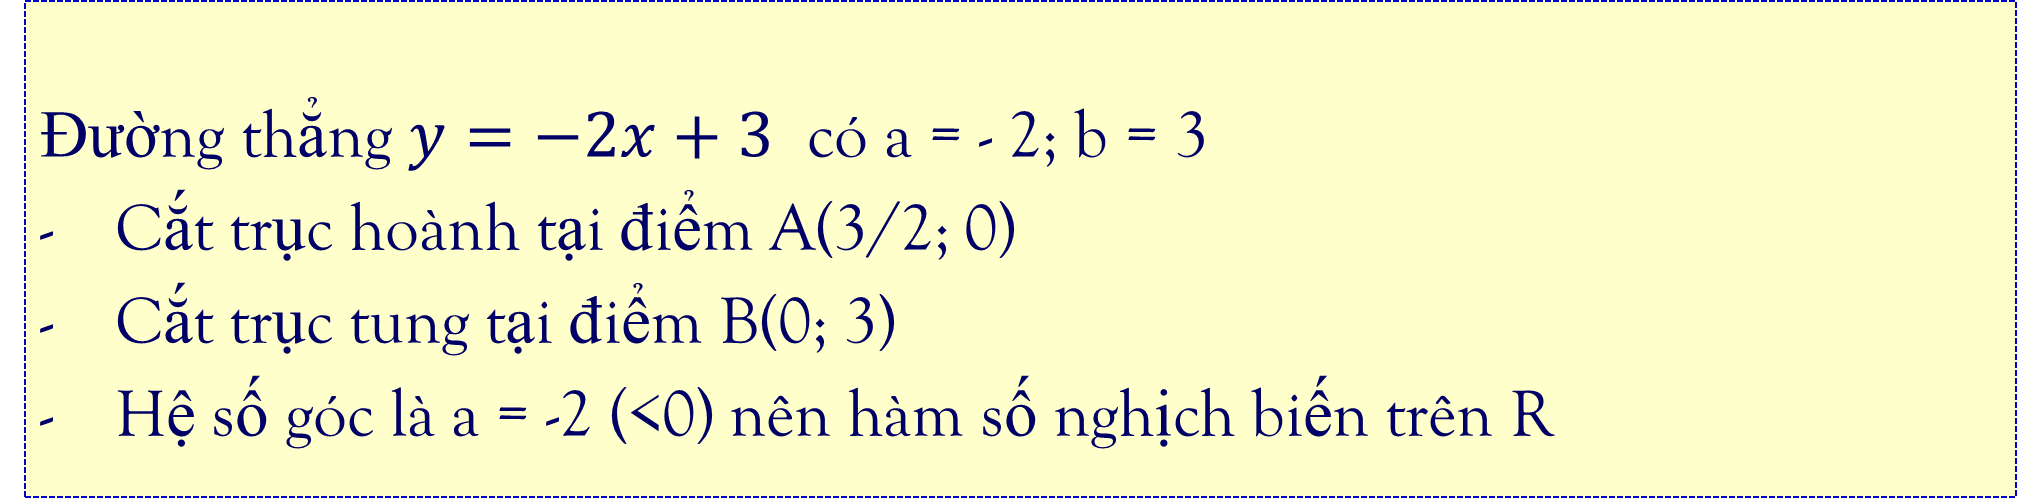 Đường thẳng y = −2x + 3 có a = - 2; b = 3
- Cắt trục hoành tại điểm A(3/2; 0)
- Cắt trục tung tại điểm B(0; 3)
- Hệ số góc là a = -2 (<0) nên hàm số nghịch biến trên R